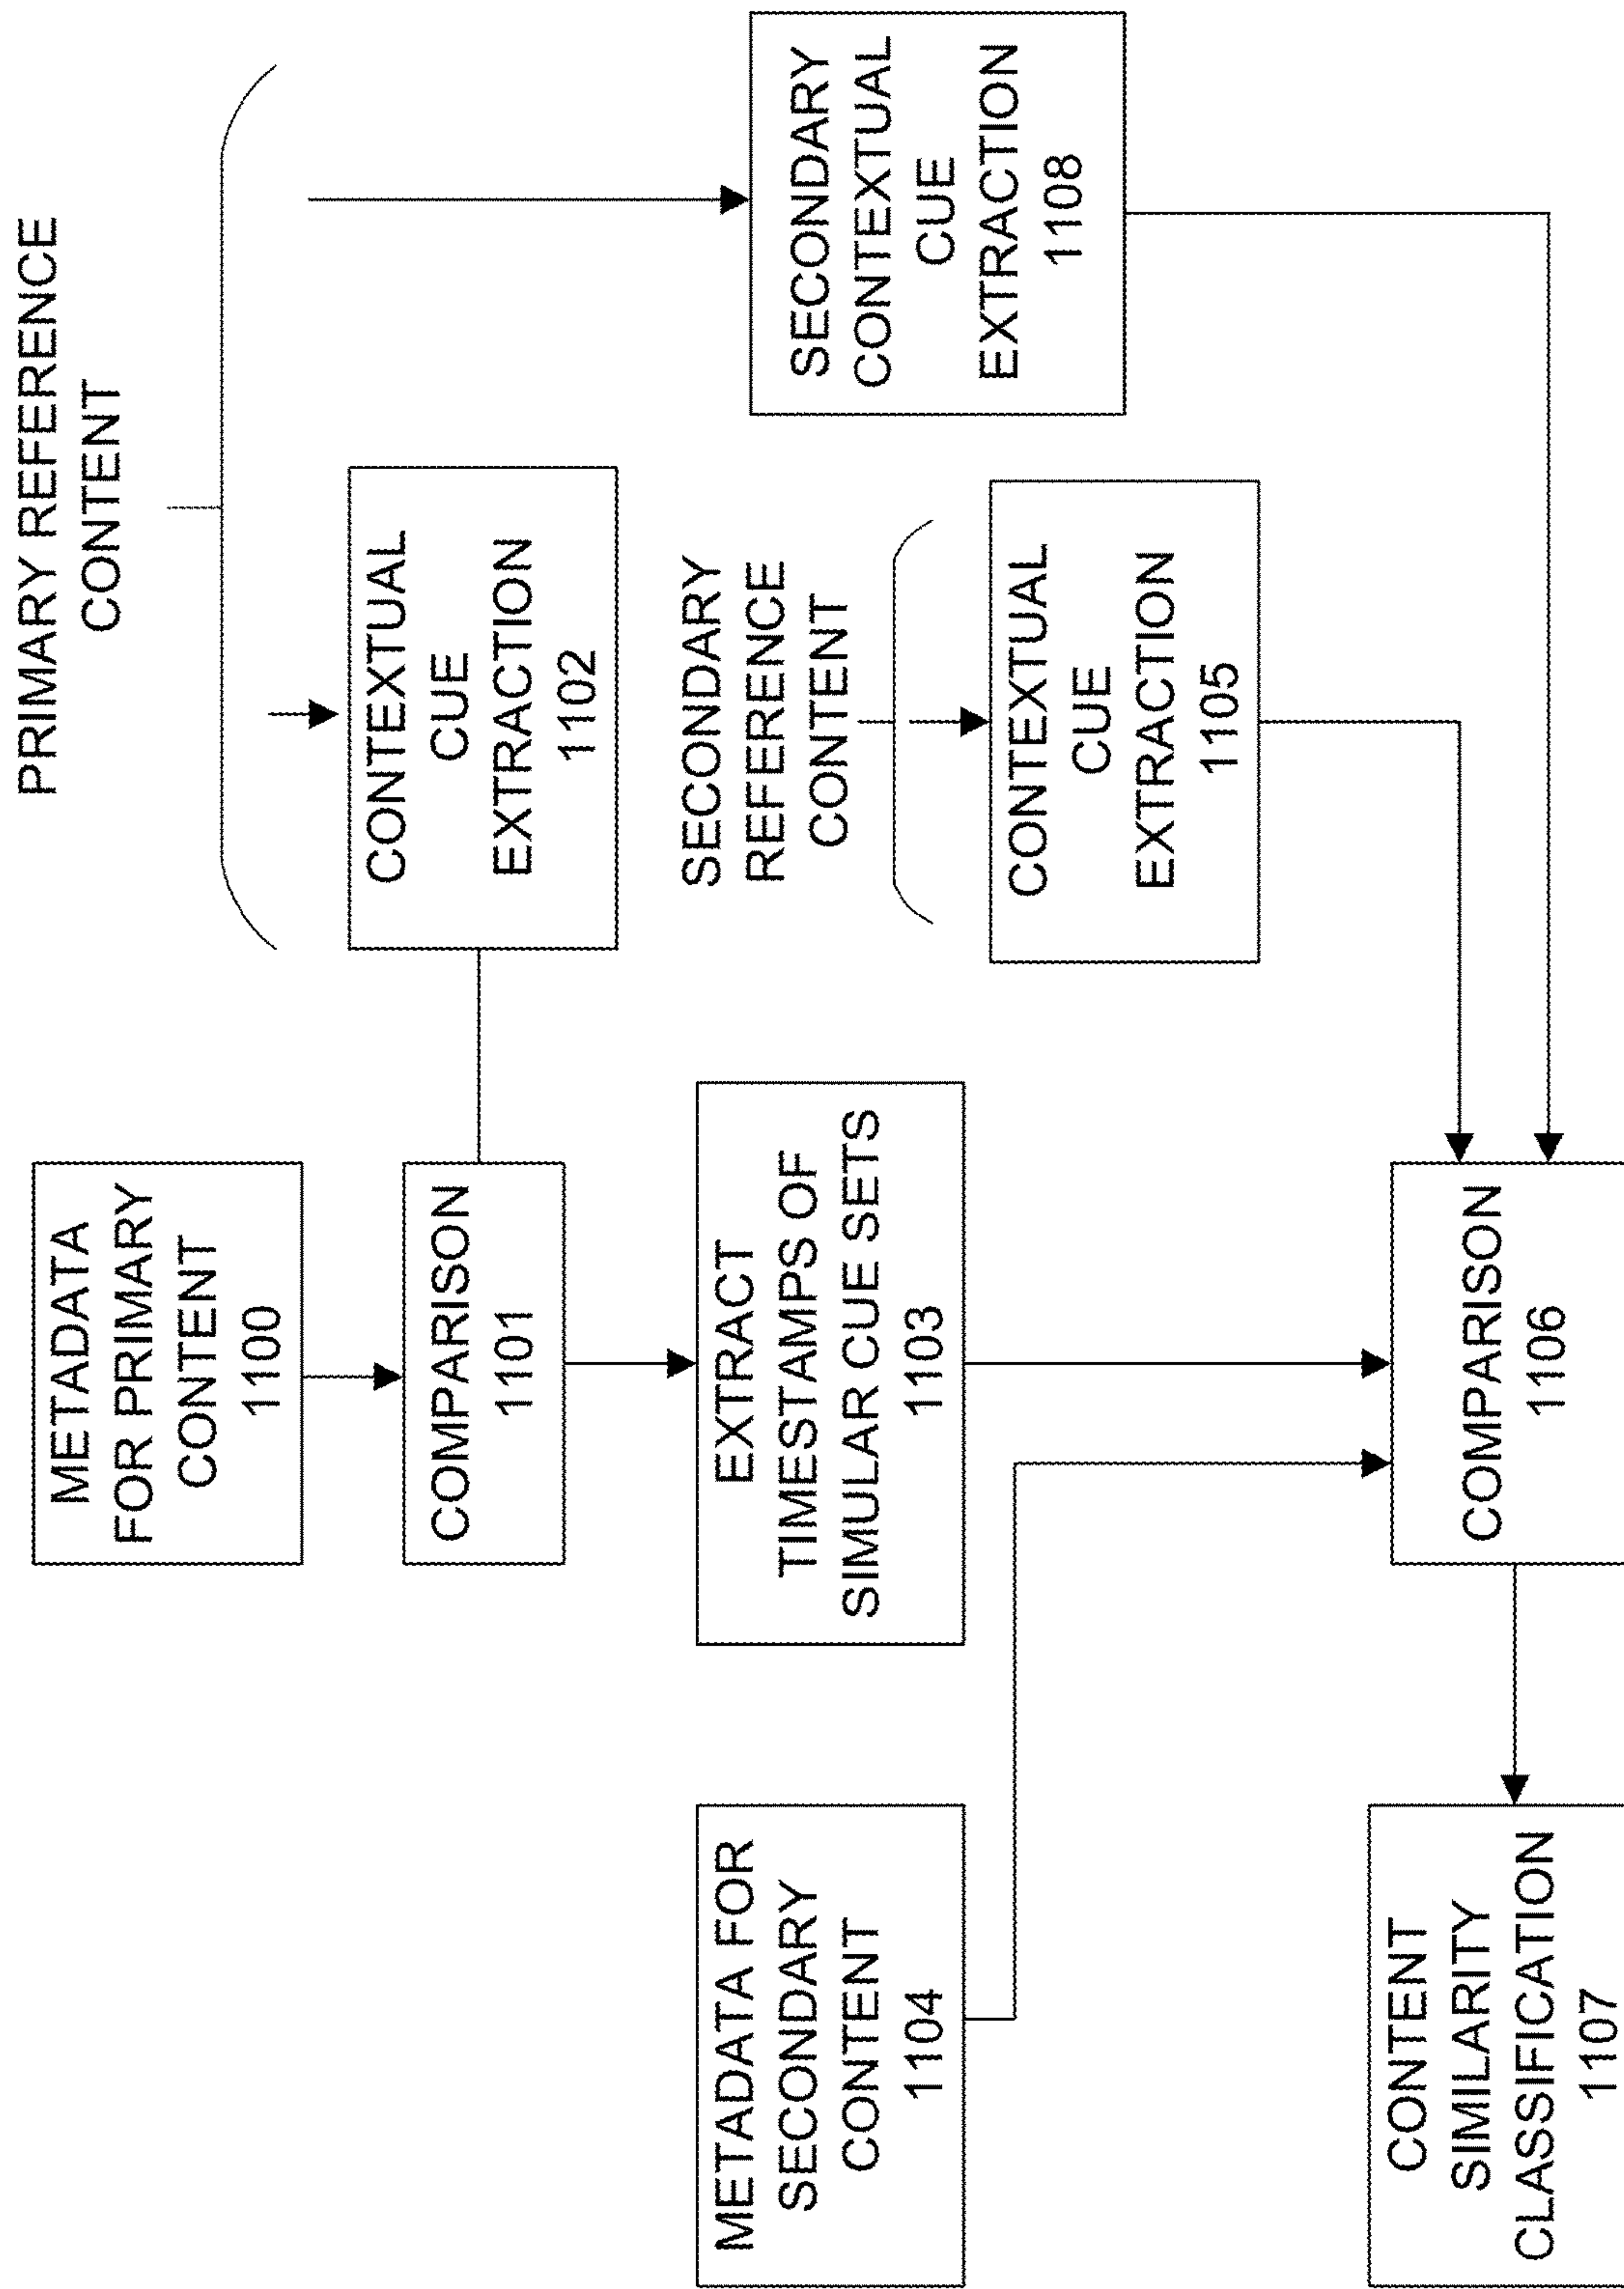 PRIMARY REFERENCE
CONTENT
METADATA
FOR PRIMARY
CONTENT
1100
COMPARISON
1101
CONTEXTUAL
CUE
EXTRACTION
1102
EXTRACT
TIMESTAMPS OF
SIMULAR CUE SETS
1103
METADATA FOR
SECONDARY
CONTENT
1104
SECONDARY
REFERENCE
CONTENT
SECONDARY
CONTEXTUAL
CUE
EXTRACTION
1108
CONTEXTUAL
CUE
EXTRACTION
1105
COMPARISON
1106
CONTENT
SIMILARITY
CLASSIFICATION
1107